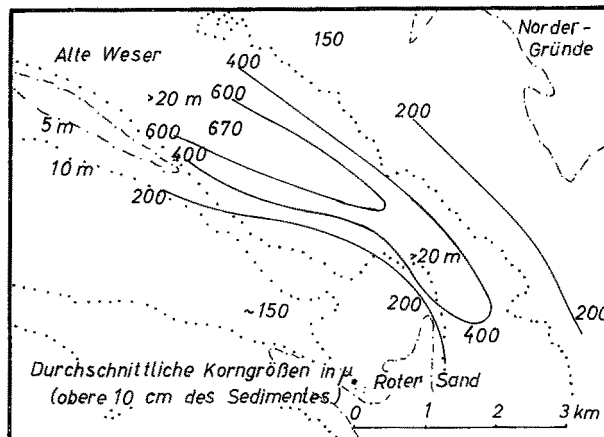 150
Norder-
Gründe
Alte Weser
400
>20 m
600
200
670
5 m
600
400
10 m
200
>20 m
~150
200
200
400
Durchschnittliche Korngrößen in µ
(obere 10 cm des Sedimentes)
Roter Sand
0 1 2 3 km